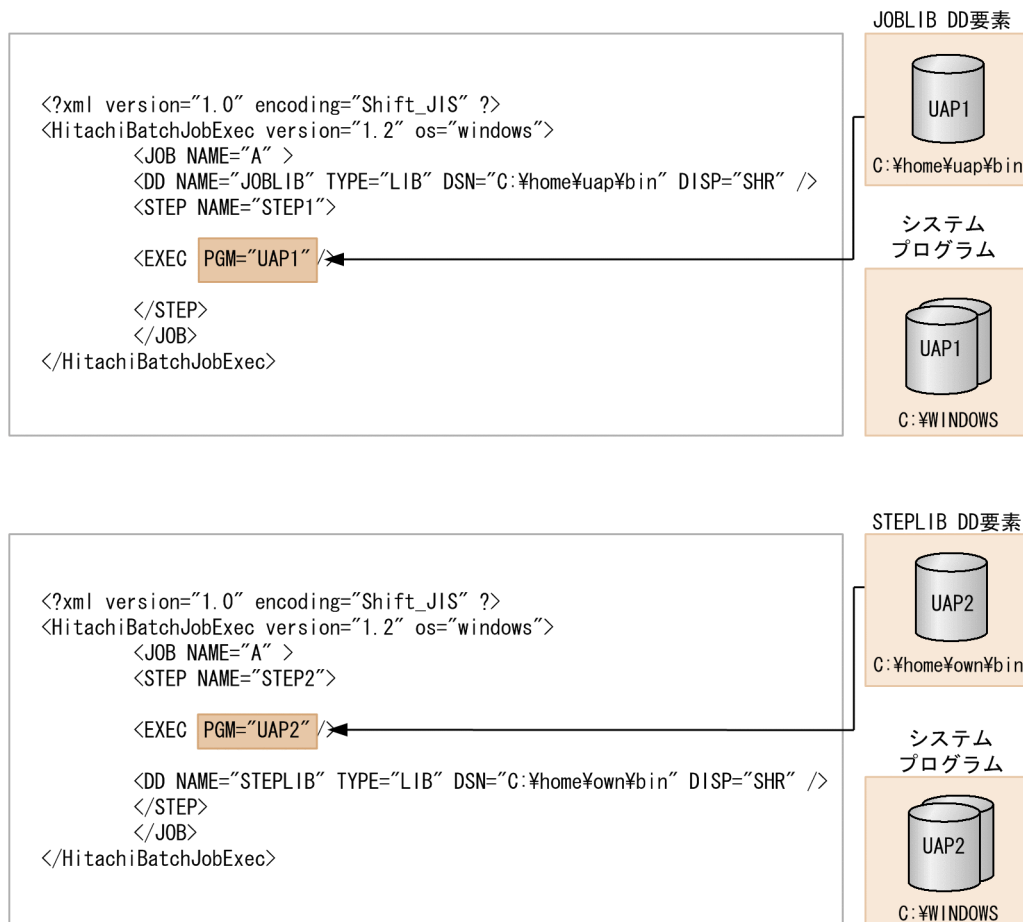 JOBLIB DD要素
<?xml version="1.0" encoding="Shift_JIS" ?>
<HitachiBatchJobExec version="1.2" os="windows">
<JOB NAME="A" >
<DD NAME="JOBLIB" TYPE="LIB" DSN="C:¥home¥uap¥bin" DISP="SHR" />
<STEP NAME="STEP1">
<EXEC PGM="UAP1" />
</STEP>
</JOB>
</HitachiBatchJobExec>
UAP1
C:¥home¥uap¥bin
システム
プログラム
UAP1
C:¥WINDOWS
STEPLIB DD要素
<?xml version="1.0" encoding="Shift_JIS" ?>
<HitachiBatchJobExec version="1.2" os="windows">
<JOB NAME="A" >
<STEP NAME="STEP2">
<EXEC PGM="UAP2" />
<DD NAME="STEPLIB" TYPE="LIB" DSN="C:¥home¥own¥bin" DISP="SHR" />
</STEP>
</JOB>
</HitachiBatchJobExec>
UAP2
C:¥home¥own¥bin
システム
プログラム
UAP2
C:¥WINDOWS